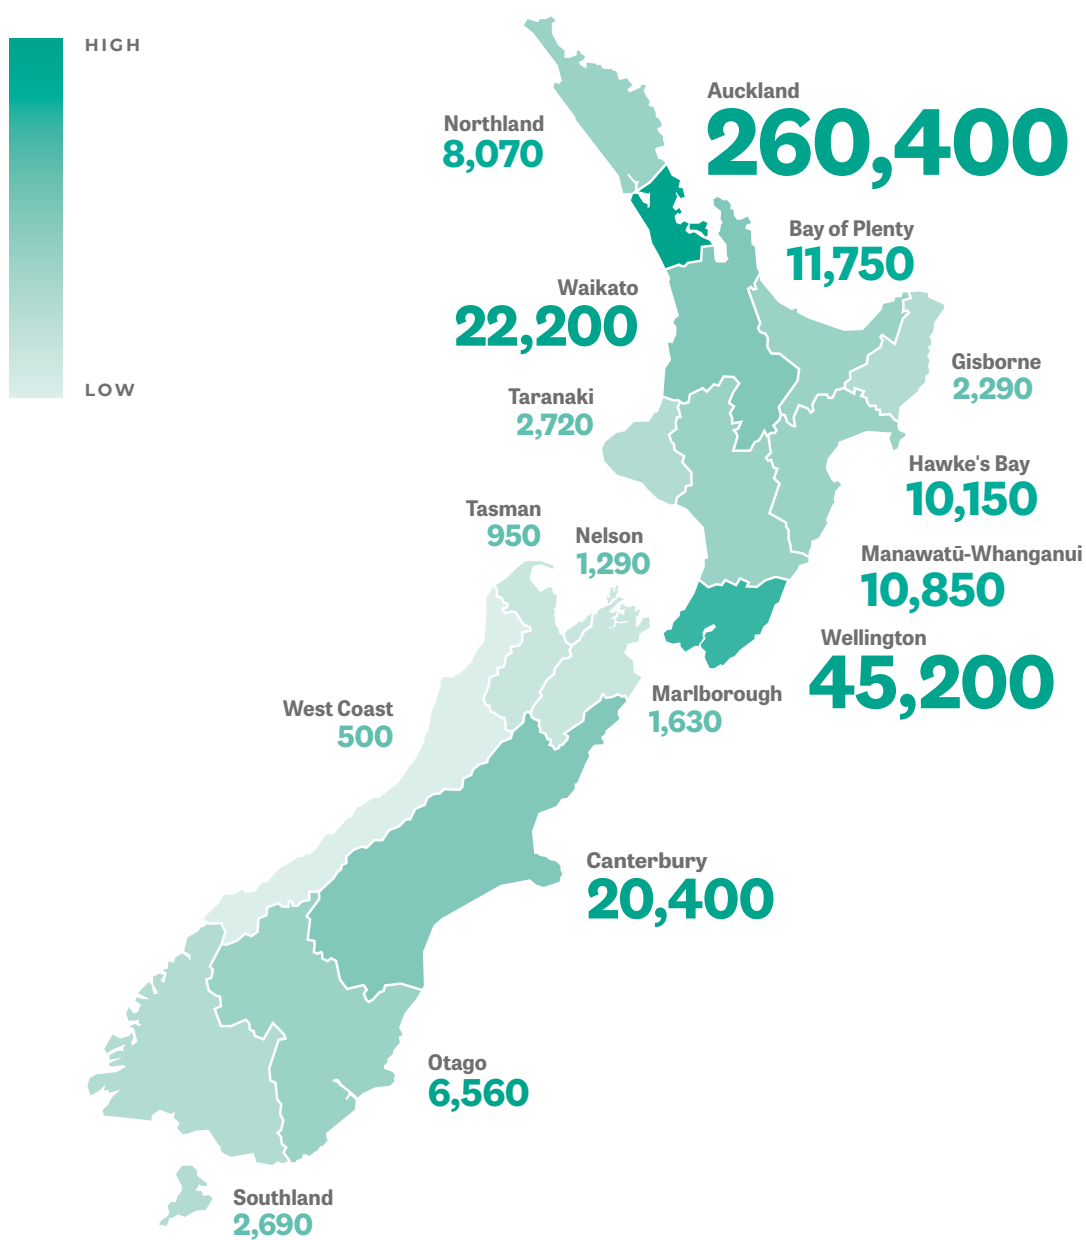 HIGH
LOW
Northland
8,070
Auckland
260,400
Bay of Plenty
11,750
Waikato
22,200
Gisborne
2,290
Taranaki
2,720
Hawke's Bay
10,150
Tasman
950
Nelson
1,290
Manawatū-Whanganui
10,850
Wellington
45,200
Marlborough
1,630
West Coast
500
Canterbury
20,400
Otago
6,560
Southland
2,690